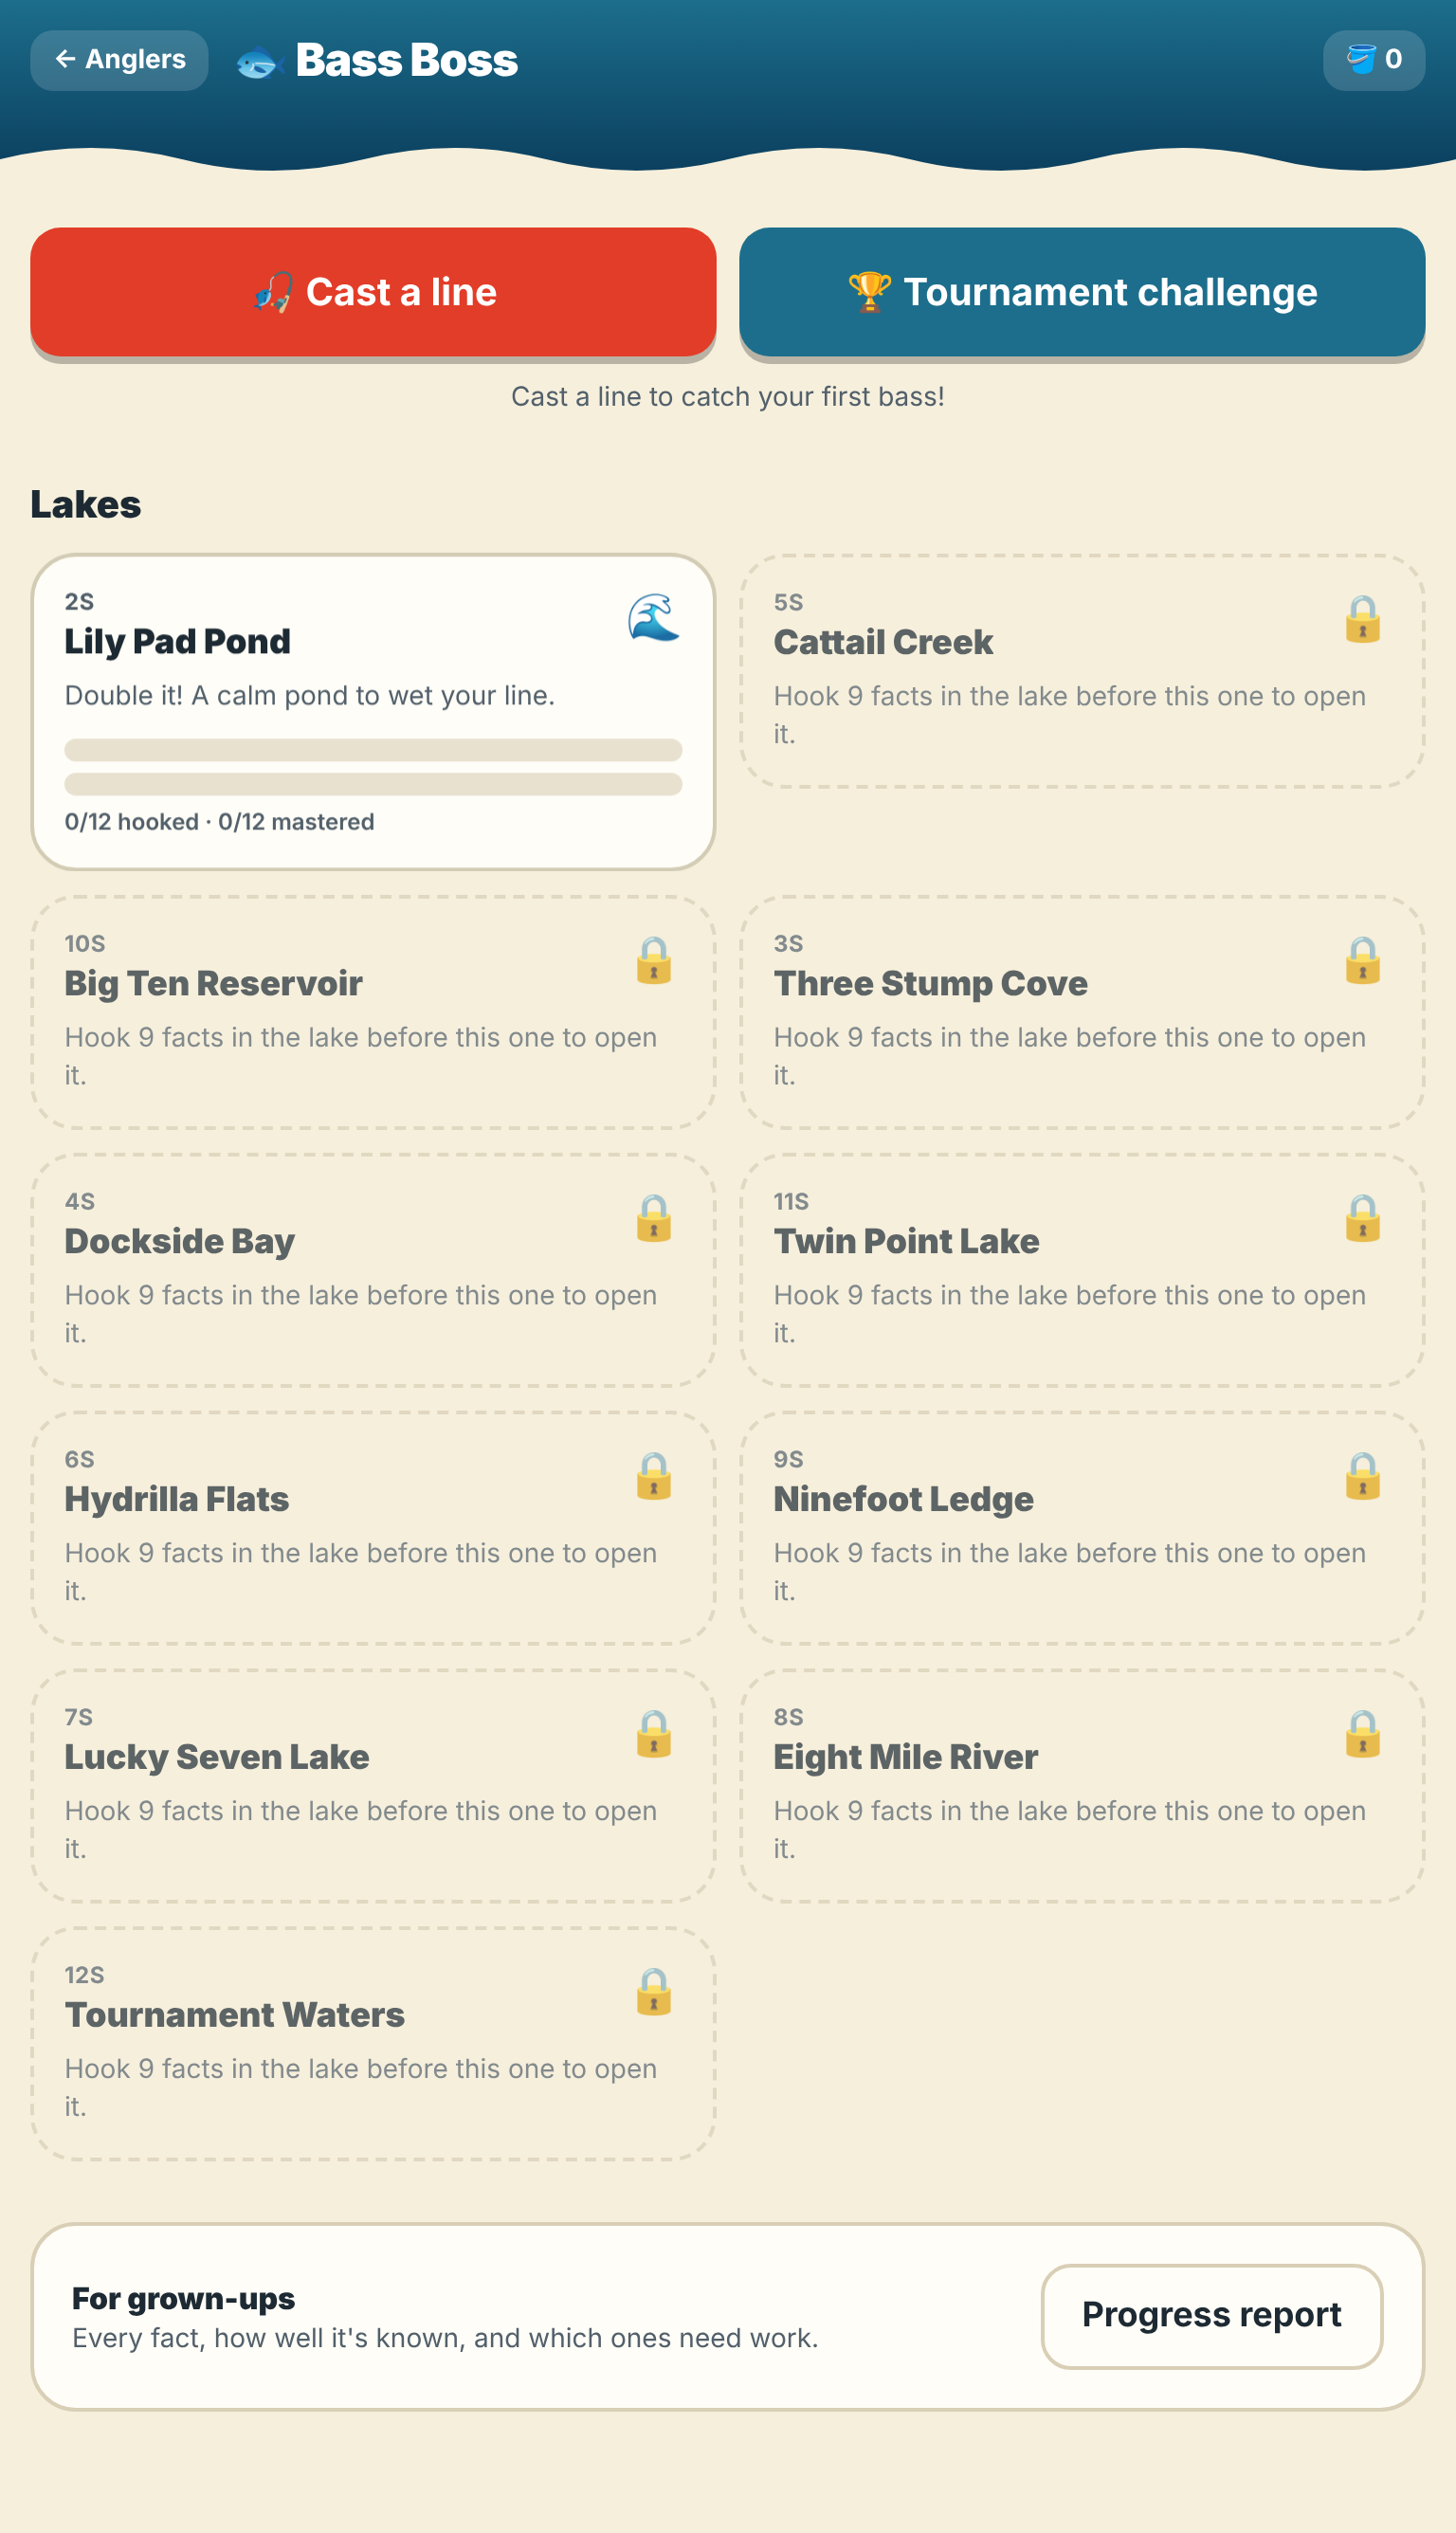 ← Anglers
Bass Boss
0
Cast a line
Tournament challenge
Cast a line to catch your first bass!
Lakes
2S
Lily Pad Pond
Double it! A calm pond to wet your line.
0/12 hooked · 0/12 mastered
5S
Cattail Creek
Hook 9 facts in the lake before this one to open
it.
10S
Big Ten Reservoir
Hook 9 facts in the lake before this one to open
it.
3S
Three Stump Cove
Hook 9 facts in the lake before this one to open
it.
4S
Dockside Bay
Hook 9 facts in the lake before this one to open
it.
11S
Twin Point Lake
Hook 9 facts in the lake before this one to open
it.
6S
Hydrilla Flats
Hook 9 facts in the lake before this one to open
it.
9S
Ninefoot Ledge
Hook 9 facts in the lake before this one to open
it.
7S
Lucky Seven Lake
Hook 9 facts in the lake before this one to open
it.
8S
Eight Mile River
Hook 9 facts in the lake before this one to open
it.
12S
Tournament Waters
Hook 9 facts in the lake before this one to open
it.
For grown-ups
Every fact, how well it's known, and which ones need work.
Progress report